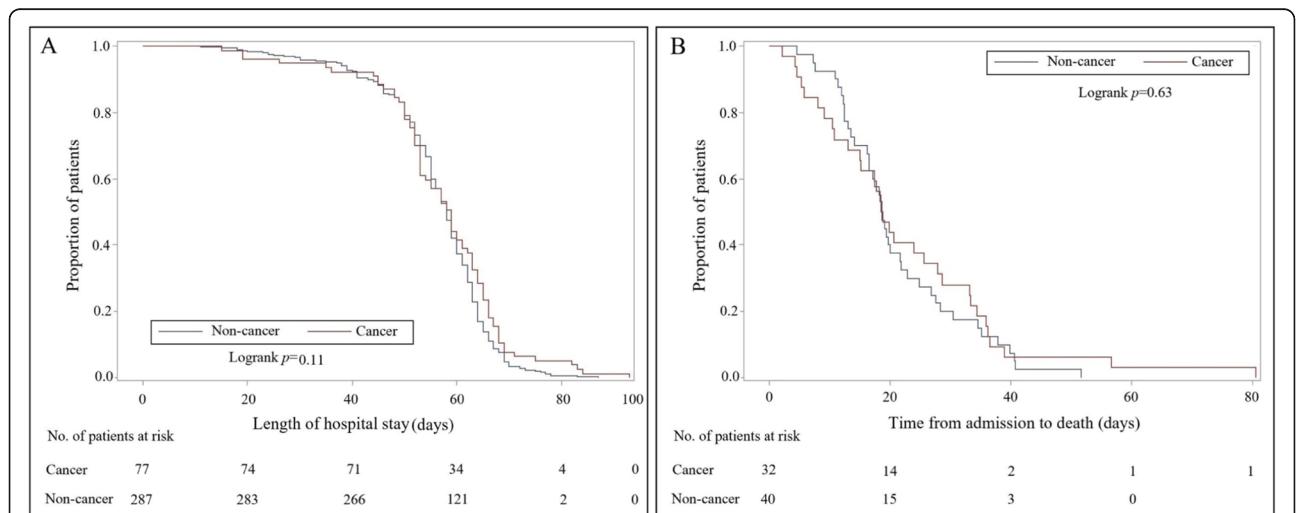 A
1.0
0.8
0.6
0.4
0.2
0.0
Proportion of patients
Non-cancer Cancer
Logrank p=0.11
0 20 40 60 80 100
Length of hospital stay (days)
No. of patients at risk
Cancer 77 74 71 34 4 0
Non-cancer 287 283 266 121 2 0
B
1.0
0.8
0.6
0.4
0.2
0.0
Proportion of patients
Non-cancer Cancer
Logrank p=0.63
0 20 40 60 80
Time from admission to death (days)
No. of patients at risk
Cancer 32 14 2 1 1
Non-cancer 40 15 3 0